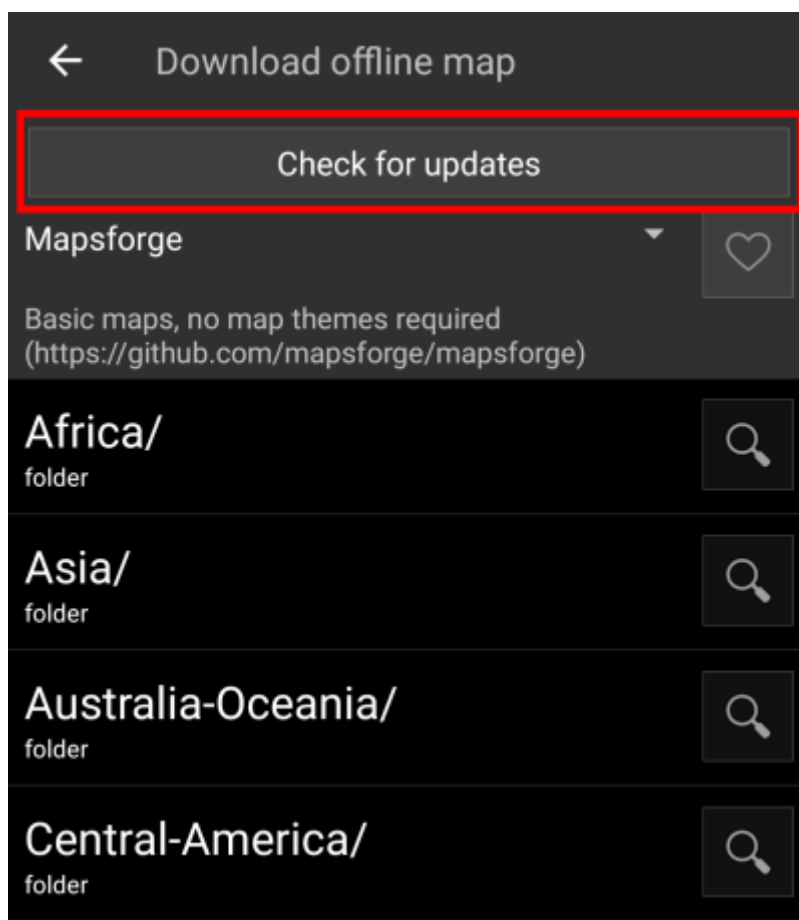 Download offline map
Check for updates
Mapsforge
Basic maps, no map themes required
(https://github.com/mapsforge/mapsforge)
Africa/
folder
Asia/
folder
Australia-Oceania/
folder
Central-America/
folder